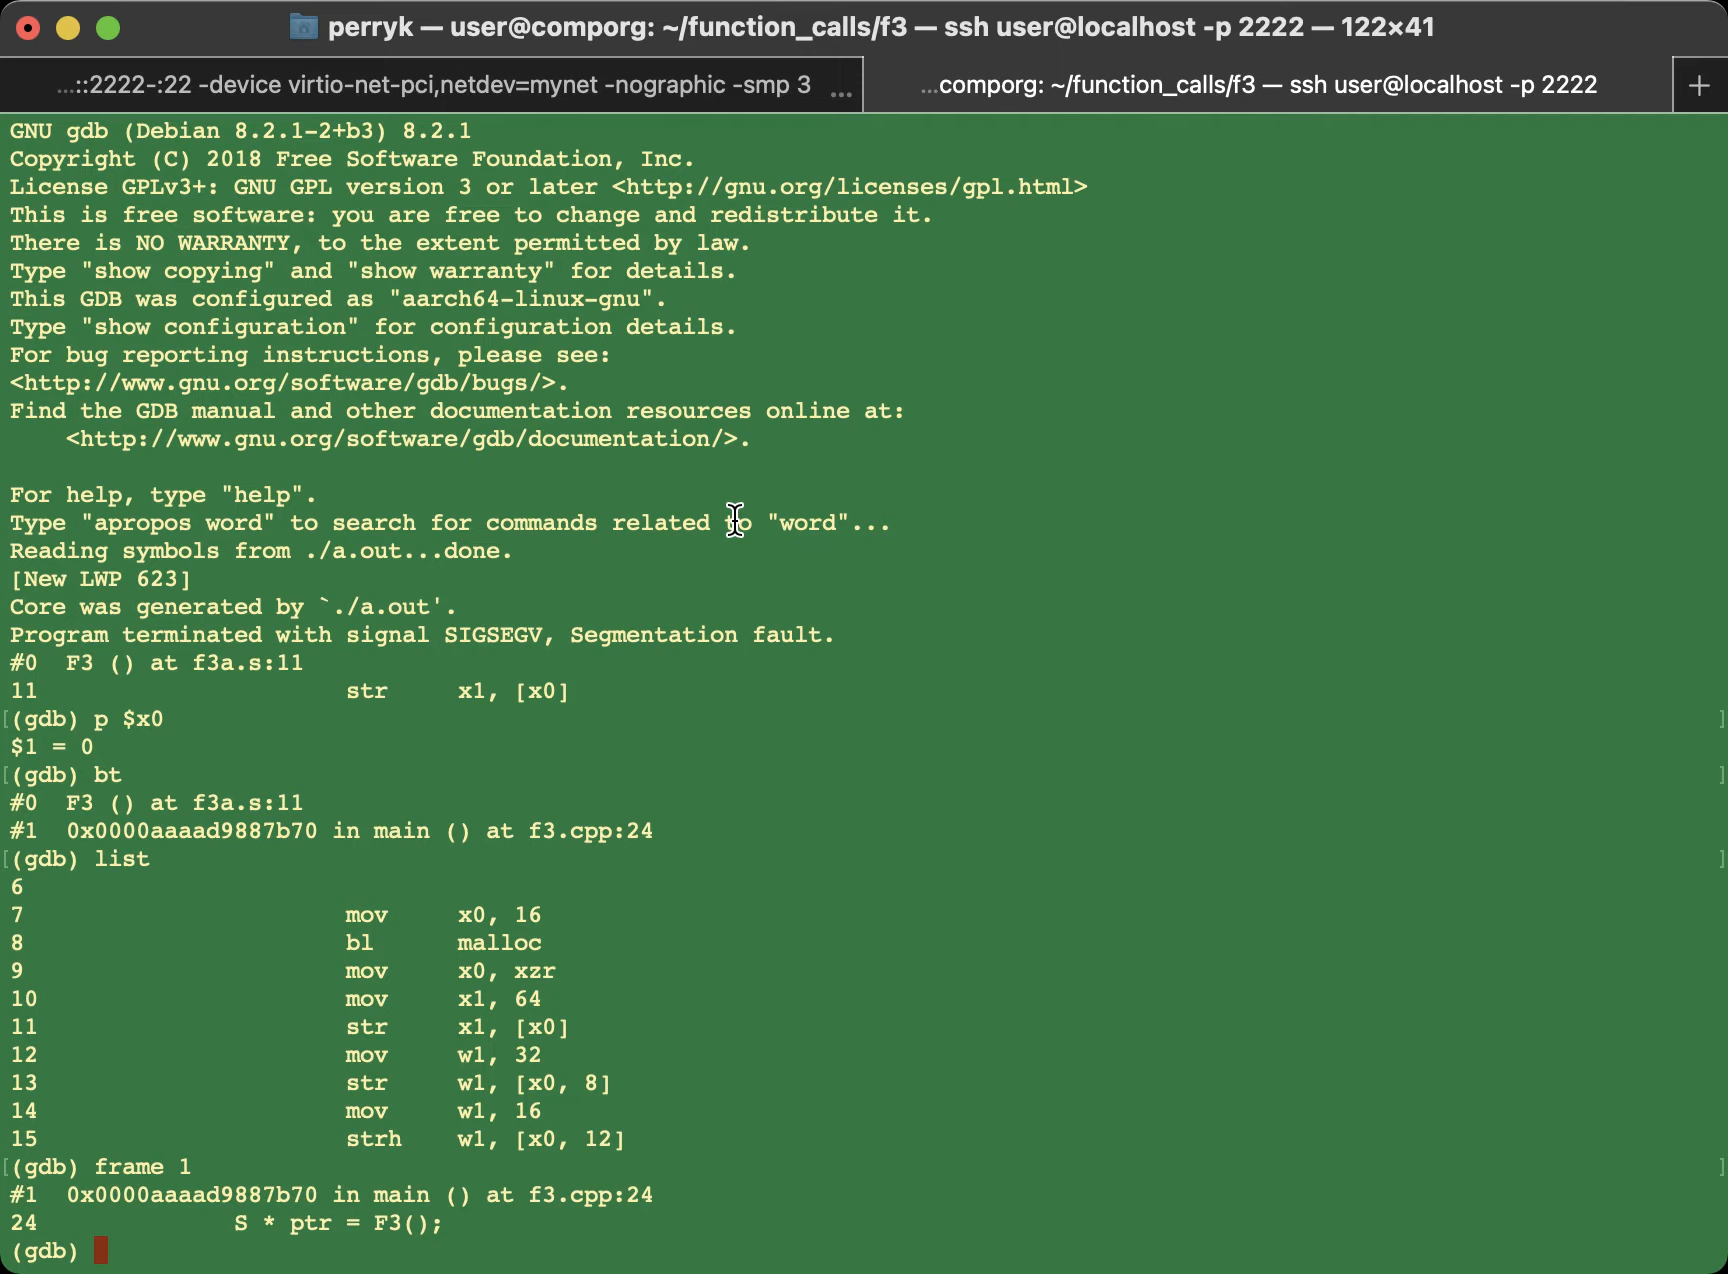 perryk — user@comporg: ~/function_calls/f3 — ssh user@localhost -p 2222 — 122×41
...::2222-:22 -device virtio-net-pci,netdev=mynet -nographic -smp 3 ...
...comporg: ~/function_calls/f3 — ssh user@localhost -p 2222 +
GNU gdb (Debian 8.2.1-2+b3) 8.2.1
Copyright (C) 2018 Free Software Foundation, Inc.
License GPLv3+: GNU GPL version 3 or later <http://gnu.org/licenses/gpl.html>
This is free software: you are free to change and redistribute it.
There is NO WARRANTY, to the extent permitted by law.
Type "show copying" and "show warranty" for details.
This GDB was configured as "aarch64-linux-gnu".
Type "show configuration" for configuration details.
For bug reporting instructions, please see:
<http://www.gnu.org/software/gdb/bugs/>.
Find the GDB manual and other documentation resources online at:
    <http://www.gnu.org/software/gdb/documentation/>.

For help, type "help".
Type "apropos word" to search for commands related to "word"...
Reading symbols from ./a.out...done.
[New LWP 623]
Core was generated by `./a.out'.
Program terminated with signal SIGSEGV, Segmentation fault.
#0  F3 () at f3a.s:11
11                      str     x1, [x0]
[(gdb) p $x0 ]
$1 = 0
[(gdb) bt ]
#0  F3 () at f3a.s:11
#1  0x0000aaaad9887b70 in main () at f3.cpp:24
[(gdb) list ]
6
7                       mov     x0, 16
8                       bl      malloc
9                       mov     x0, xzr
10                      mov     x1, 64
11                      str     x1, [x0]
12                      mov     w1, 32
13                      str     w1, [x0, 8]
14                      mov     w1, 16
15                      strh    w1, [x0, 12]
[(gdb) frame 1 ]
#1  0x0000aaaad9887b70 in main () at f3.cpp:24
24              S * ptr = F3();
(gdb)